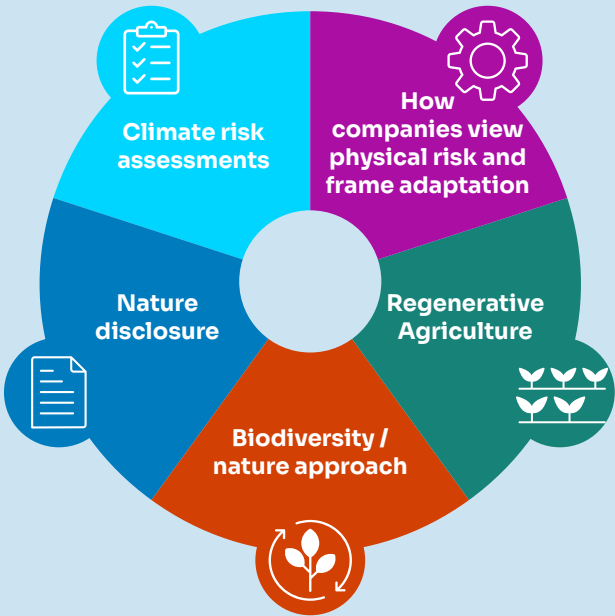 Climate risk
assessments
How
companies view
physical risk and
frame adaptation
Nature
disclosure
Regenerative
Agriculture
Biodiversity /
nature approach